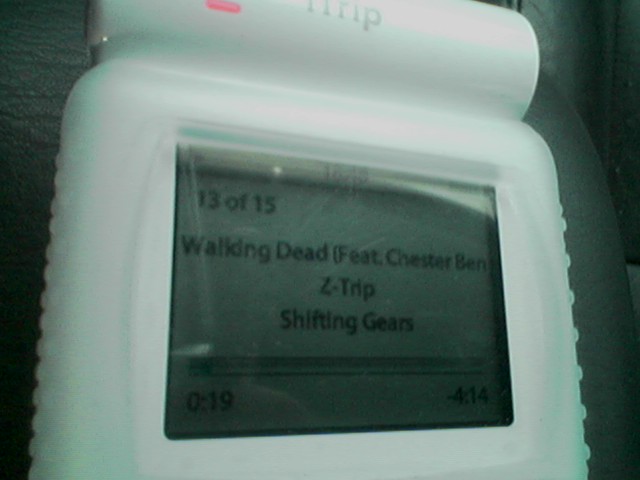 iTrip
13 of 15
Walking Dead (Feat. Chester Ben
Z-Trip
Shifting Gears
0:19 -4:14